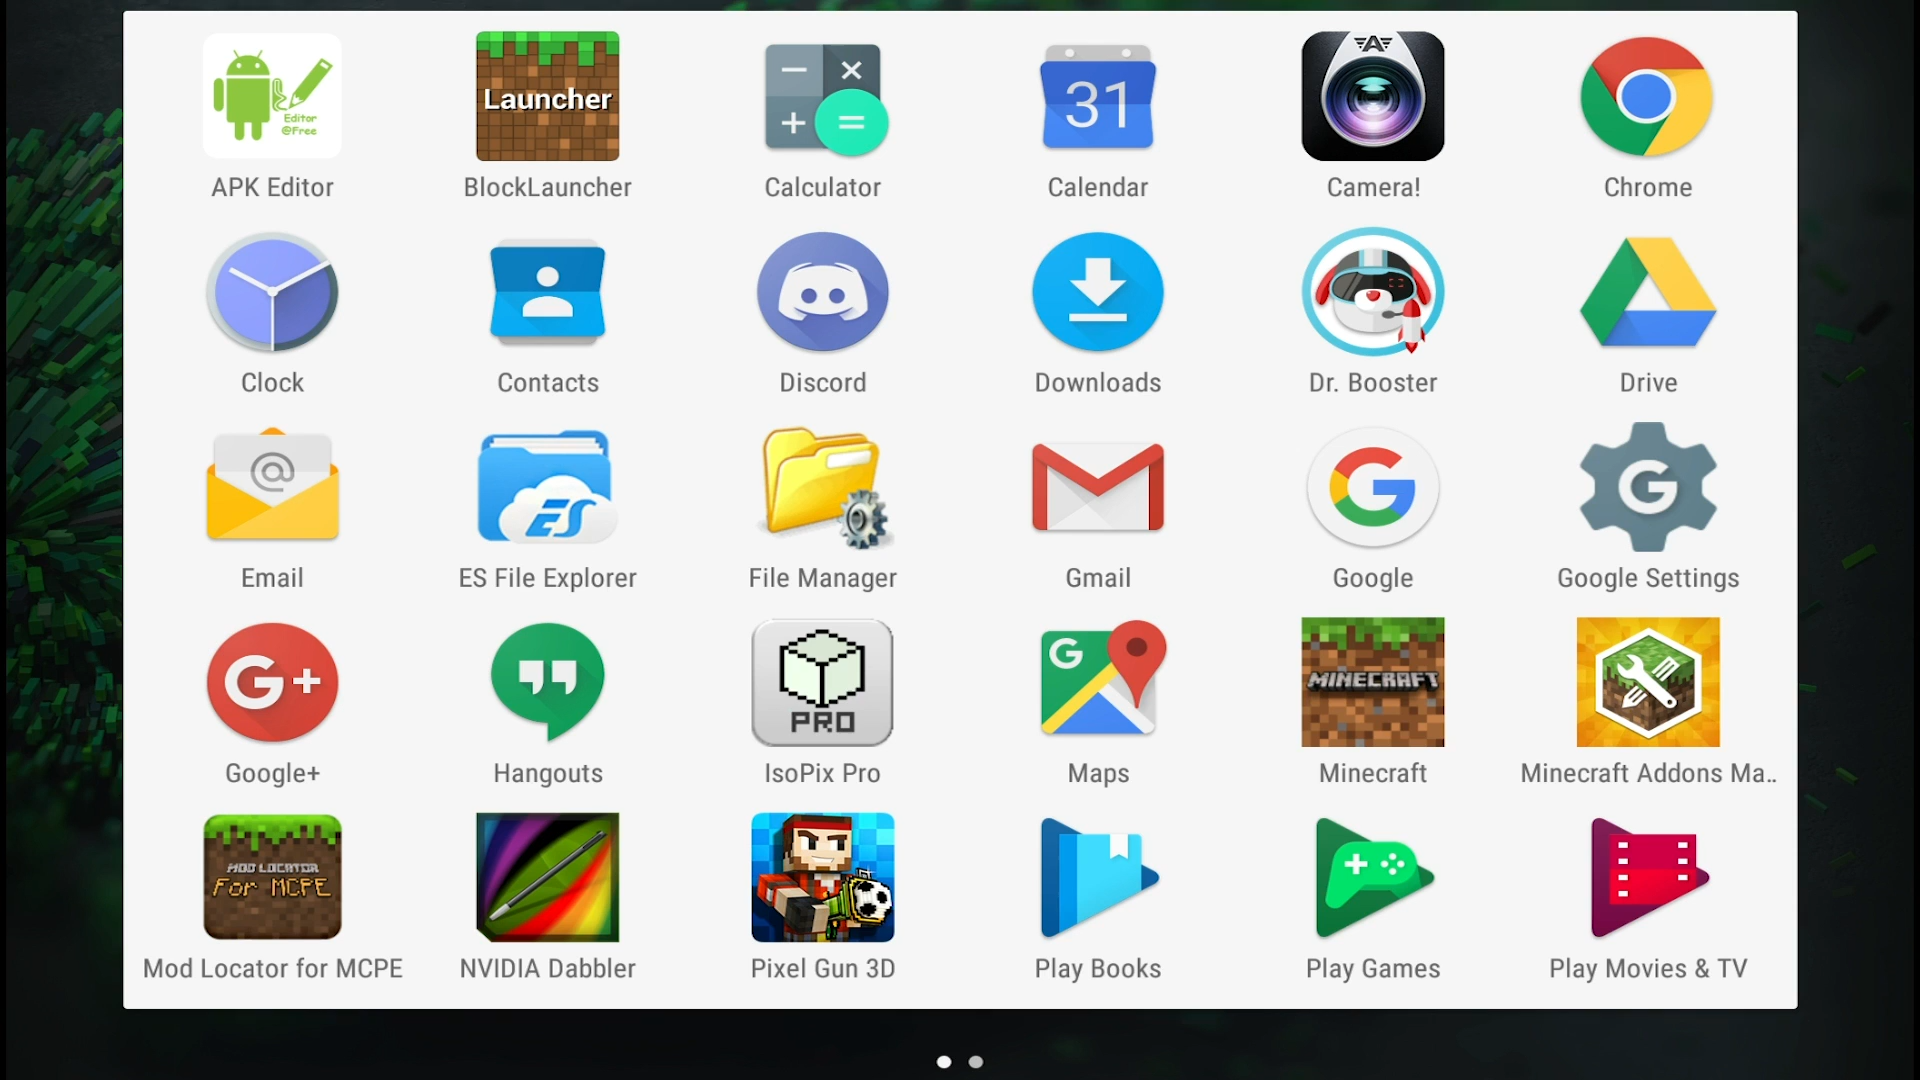 Editor
@Free
Launcher
31
APK Editor
BlockLauncher
Calculator
Calendar
Camera!
Chrome
Clock
Contacts
Discord
Downloads
Dr. Booster
Drive
@
ES
G
G
Email
ES File Explorer
File Manager
Gmail
Google
Google Settings
G+
PRO
G
MINECRAFT
Google+
Hangouts
IsoPix Pro
Maps
Minecraft
Minecraft Addons Ma..
MOD LOCATOR
For MCPE
Mod Locator for MCPE
NVIDIA Dabbler
Pixel Gun 3D
Play Books
Play Games
Play Movies & TV